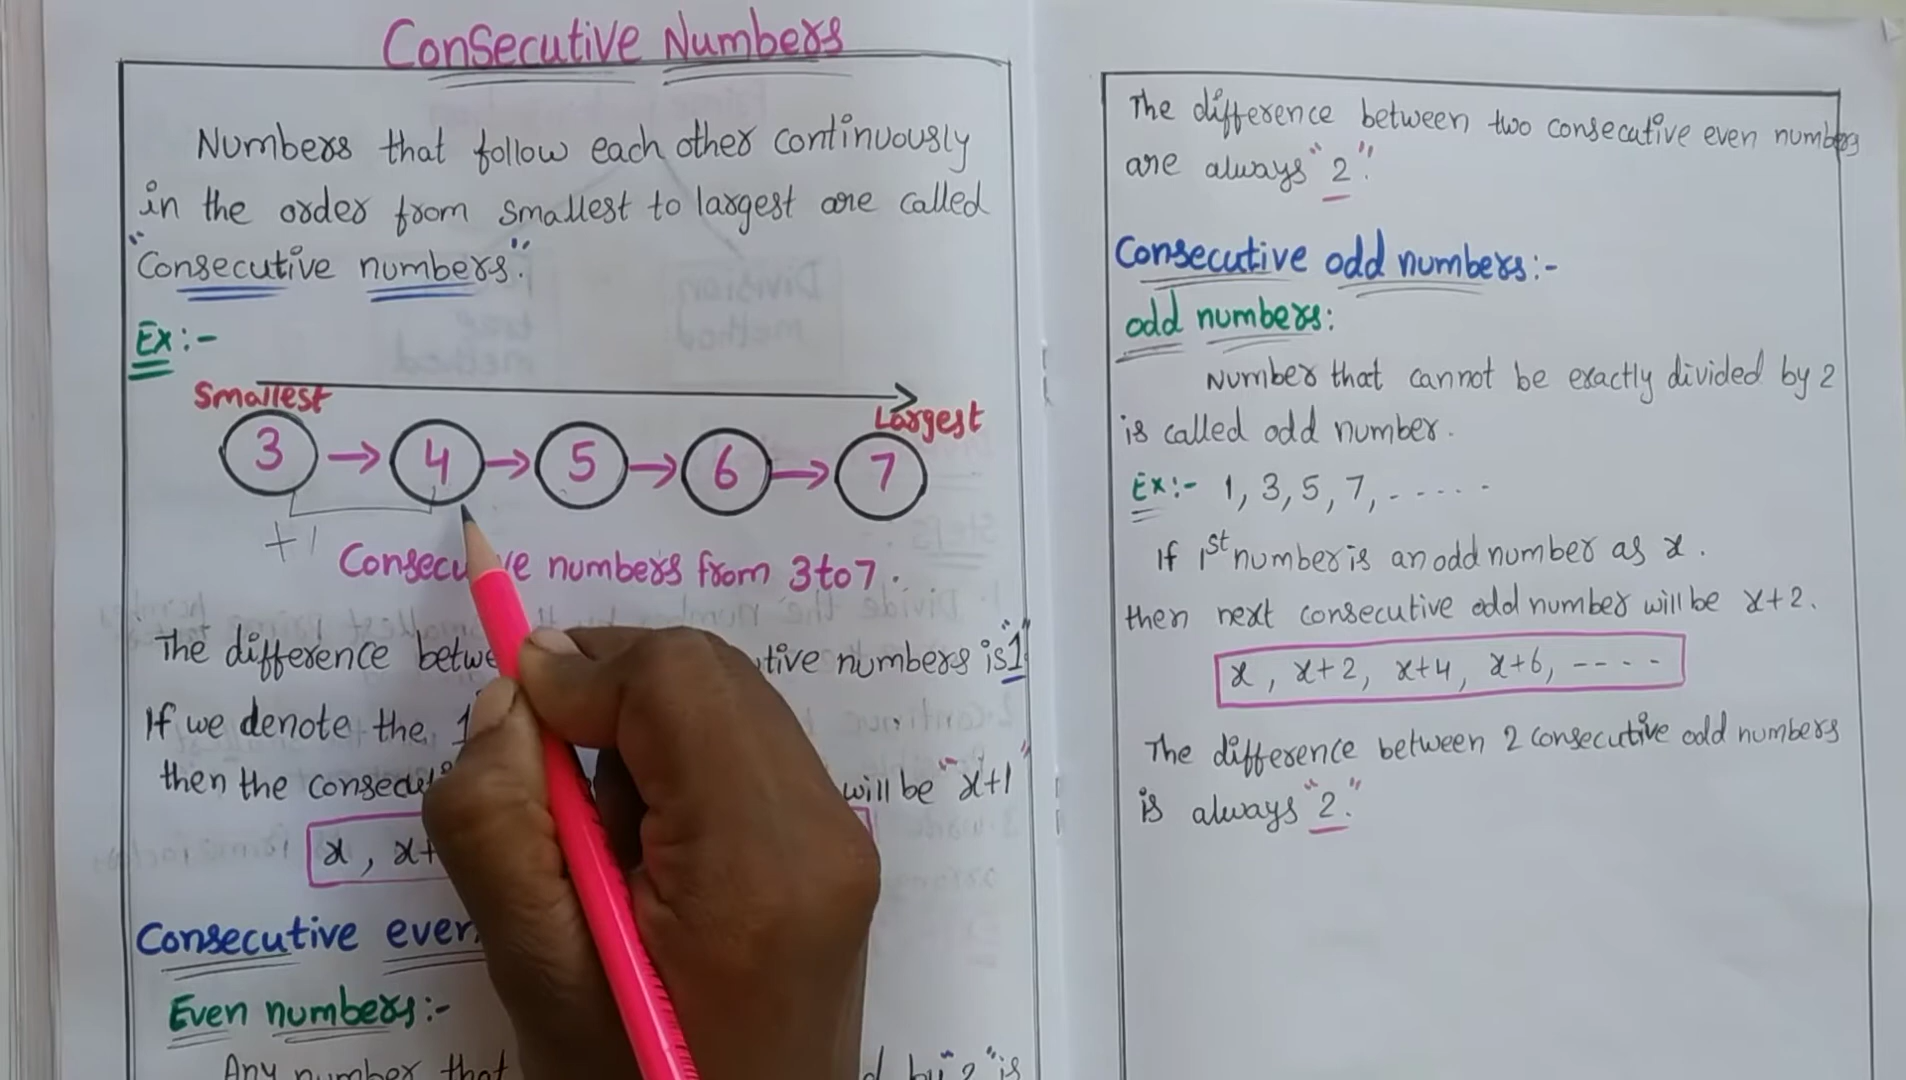 Consecutive Numbers
Numbers that follow each other continuously
in the order from smallest to largest are called
"Consecutive numbers".
Ex:-
Smallest
Largest
3 → 4 → 5 → 6 → 7
+1
numbers from 3 to 7.
The difference numbers is "1"
If we denote the
then the will be "x+1"
x ,
Consecutive
Even numbers:-
Any number that by "2" is
The difference between two consecutive even numbers
are always "2".
Consecutive odd numbers:-
odd numbers:
Number that cannot be exactly divided by 2
is called odd number.
Ex:- 1, 3, 5, 7, - - - - -
If 1st number is an odd number as x.
then next consecutive odd number will be x+2.
x , x+2, x+4, x+6, - - - -
The difference between 2 consecutive odd numbers
is always "2."